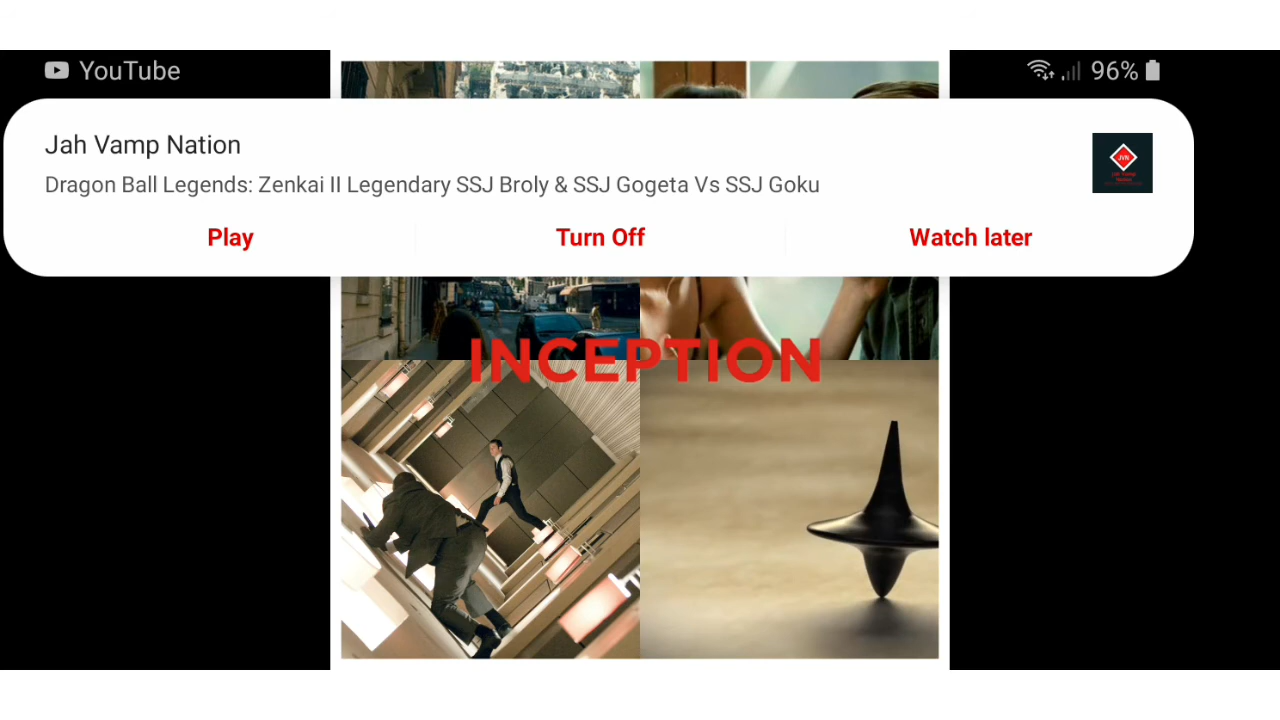 YouTube
96%
Jah Vamp Nation
Dragon Ball Legends: Zenkai II Legendary SSJ Broly & SSJ Gogeta Vs SSJ Goku
JVN
Play
Turn Off
Watch later
INCEPTION